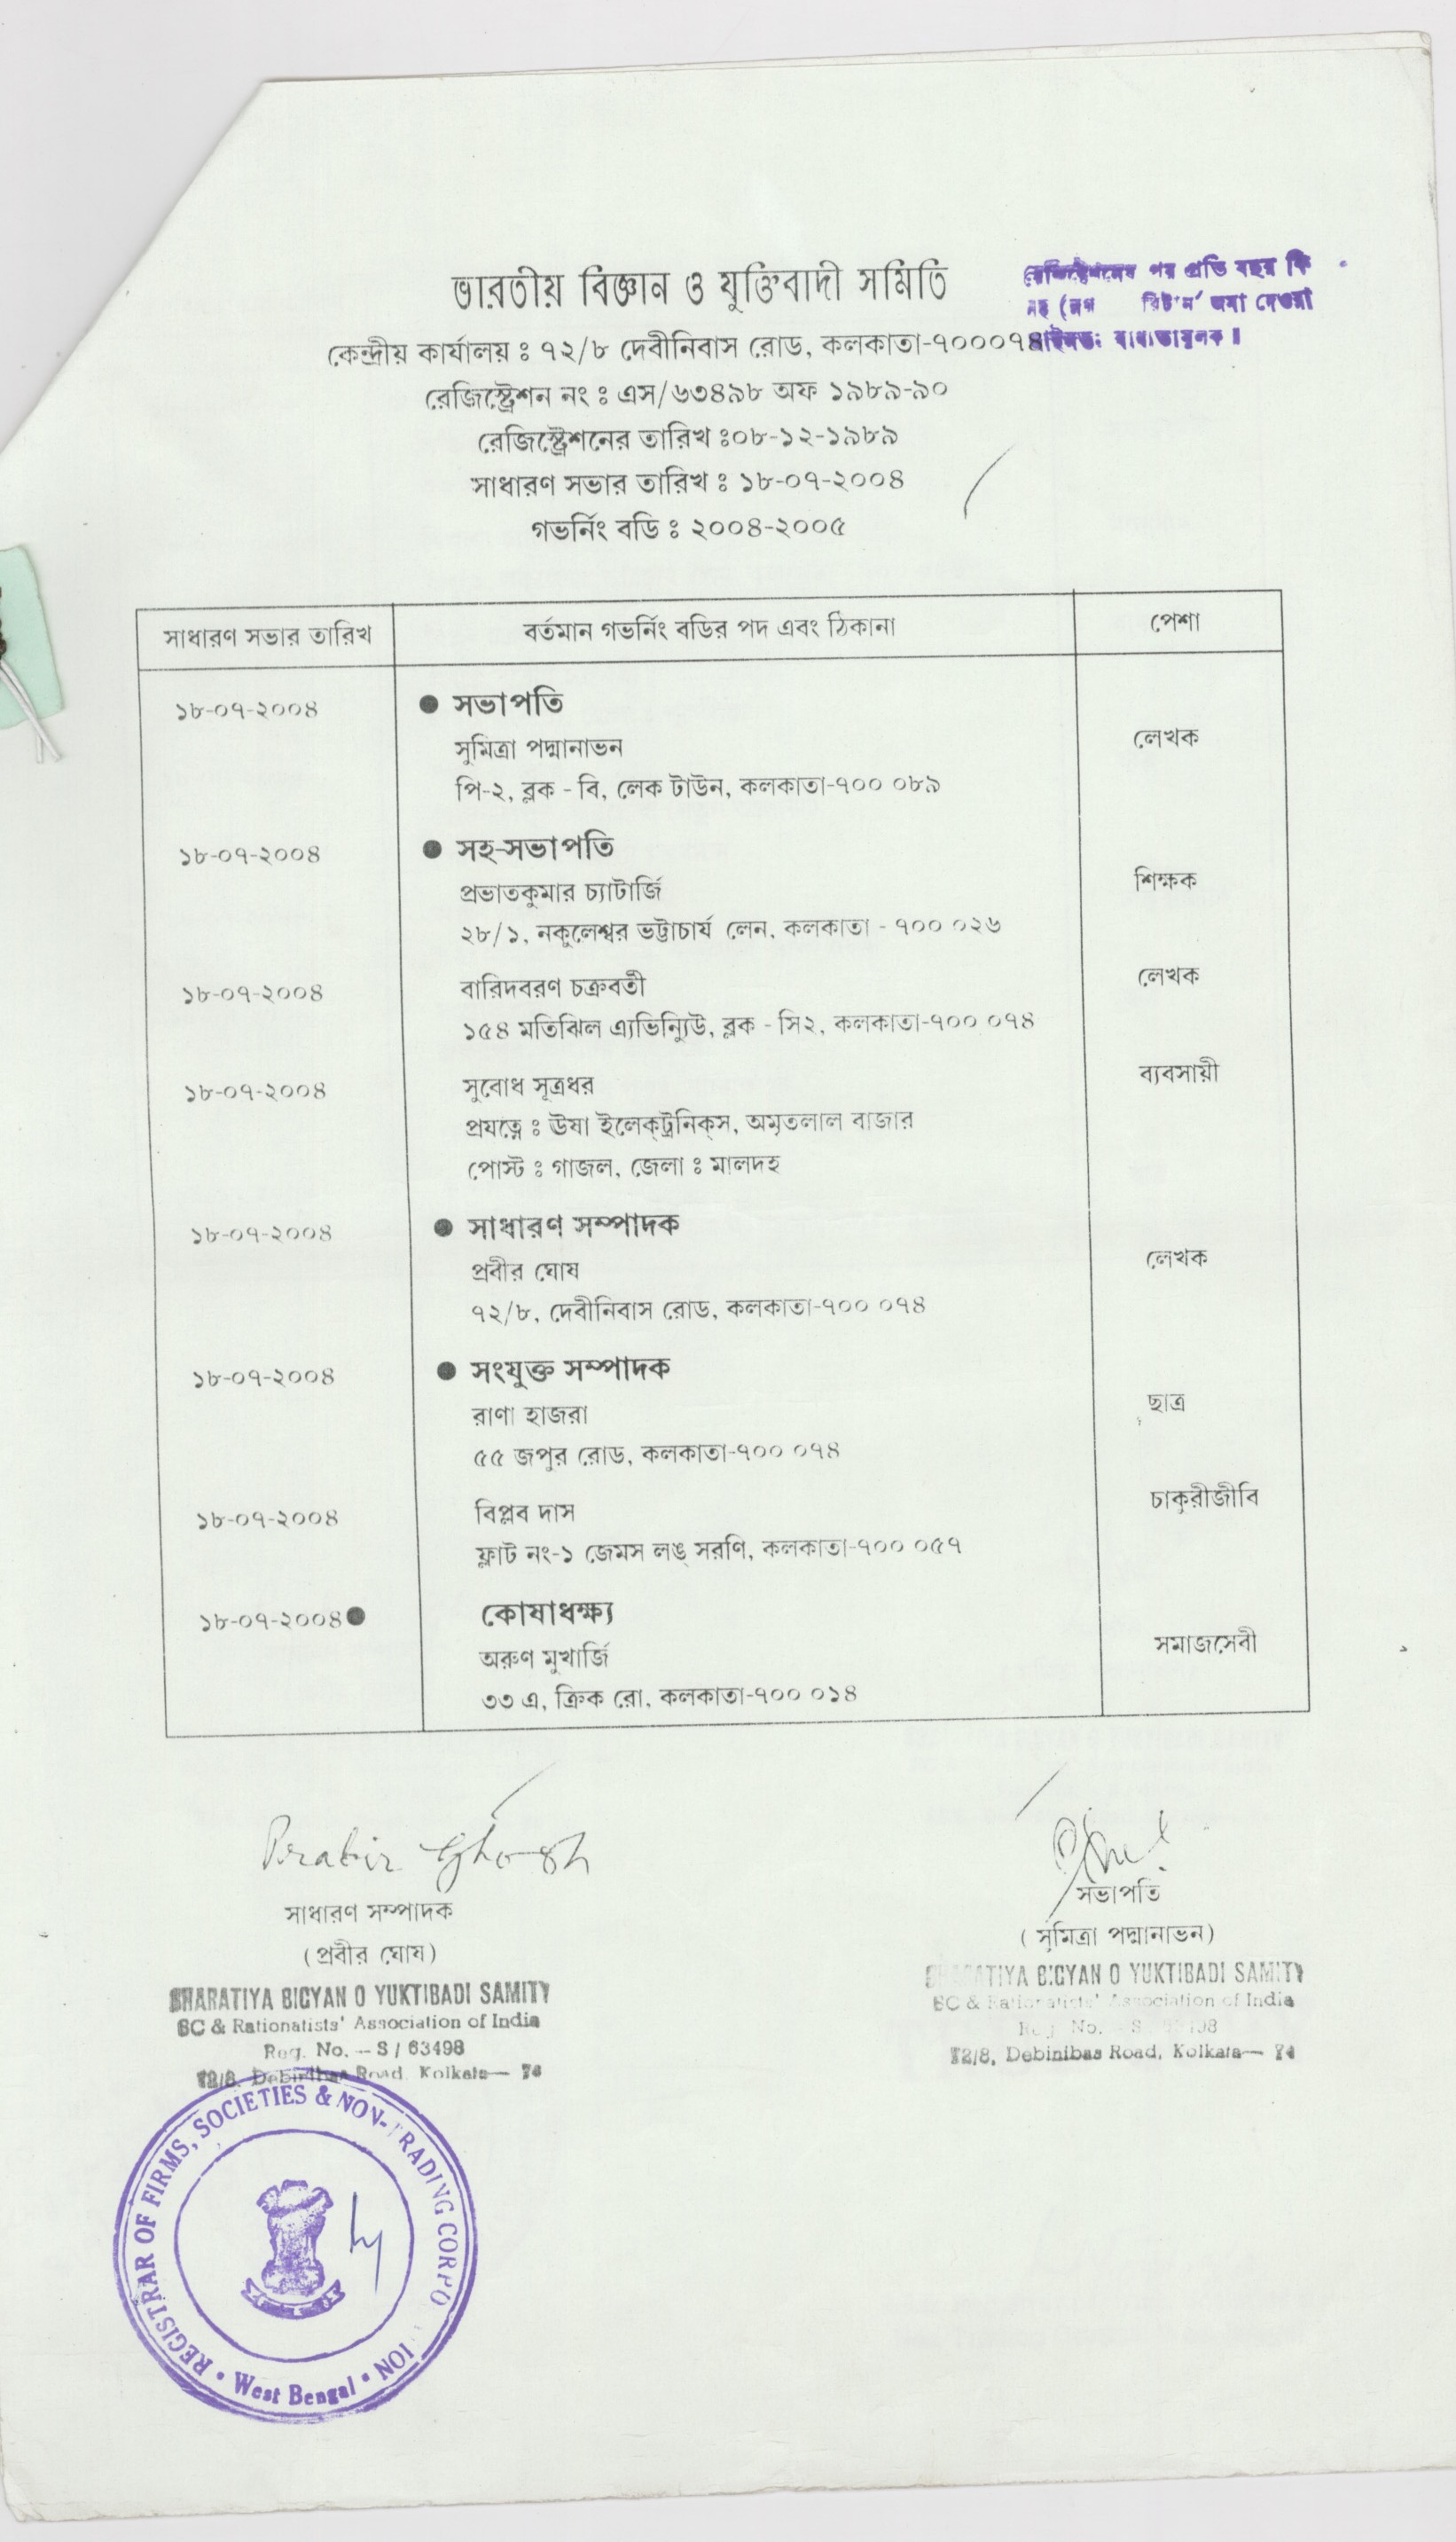 ভারতীয় বিজ্ঞান ও যুক্তিবাদী সমিতি
রেজিস্ট্রেশনের পর প্রতি বছর ফি
সহ রিটার্ন জমা দেওয়া
বাধ্যতামূলক।
কেন্দ্রীয় কার্যালয় ঃ ৭২/৮ দেবীনিবাস রোড, কলকাতা-৭০০০৭৪
রেজিস্ট্রেশন নং ঃ এস/৬৩৪৯৮ অফ ১৯৮৯-৯০
রেজিস্ট্রেশনের তারিখ ঃ০৮-১২-১৯৮৯
সাধারণ সভার তারিখ ঃ ১৮-০৭-২০০৪
গভর্নিং বডি ঃ ২০০৪-২০০৫
সাধারণ সভার তারিখ বর্তমান গভর্নিং বডির পদ এবং ঠিকানা পেশা
১৮-০৭-২০০৪ ● সভাপতি
সুমিত্রা পদ্মানাভন লেখক
পি-২, ব্লক - বি, লেক টাউন, কলকাতা-৭০০ ০৮৯
১৮-০৭-২০০৪ ● সহ-সভাপতি
প্রভাতকুমার চ্যাটার্জি শিক্ষক
২৮/১, নকুলেশ্বর ভট্টাচার্য লেন, কলকাতা - ৭০০ ০২৬
১৮-০৭-২০০৪ বারিদবরণ চক্রবর্তী লেখক
১৫৪ মতিঝিল এ্যভিন্যিউ, ব্লক - সি২, কলকাতা-৭০০ ০৭৪
১৮-০৭-২০০৪ সুবোধ সূত্রধর ব্যবসায়ী
প্রযত্নে ঃ ঊষা ইলেক্ট্রনিক্স, অমৃতলাল বাজার
পোস্ট ঃ গাজল, জেলা ঃ মালদহ
১৮-০৭-২০০৪ ● সাধারণ সম্পাদক
প্রবীর ঘোষ লেখক
৭২/৮, দেবীনিবাস রোড, কলকাতা-৭০০ ০৭৪
১৮-০৭-২০০৪ ● সংযুক্ত সম্পাদক
রাণা হাজরা ছাত্র
৫৫ জপুর রোড, কলকাতা-৭০০ ০৭৪
১৮-০৭-২০০৪ বিপ্লব দাস চাকুরীজীবি
ফ্লাট নং-১ জেমস লঙ্ সরণি, কলকাতা-৭০০ ০৫৭
১৮-০৭-২০০৪● কোষাধক্ষ্য
অরুণ মুখার্জি সমাজসেবী
৩৩ এ, ক্রিক রো, কলকাতা-৭০০ ০১৪
Prabir Ghosh
সাধারণ সম্পাদক
(প্রবীর ঘোষ)
BHARATIYA BIGYAN O YUKTIBADI SAMITY
SC & Rationalists' Association of India
Reg. No. — S / 63498
72/8, Debinibas Road, Kolkata— 74
সভাপতি
( সুমিত্রা পদ্মানাভন)
BHARATIYA BIGYAN O YUKTIBADI SAMITY
SC & Rationalists' Association of India
Reg. No. — S / 63498
72/8, Debinibas Road, Kolkata— 74
REGISTRAR OF FIRMS, SOCIETIES & NON-TRADING CORPORATION
• West Bengal •